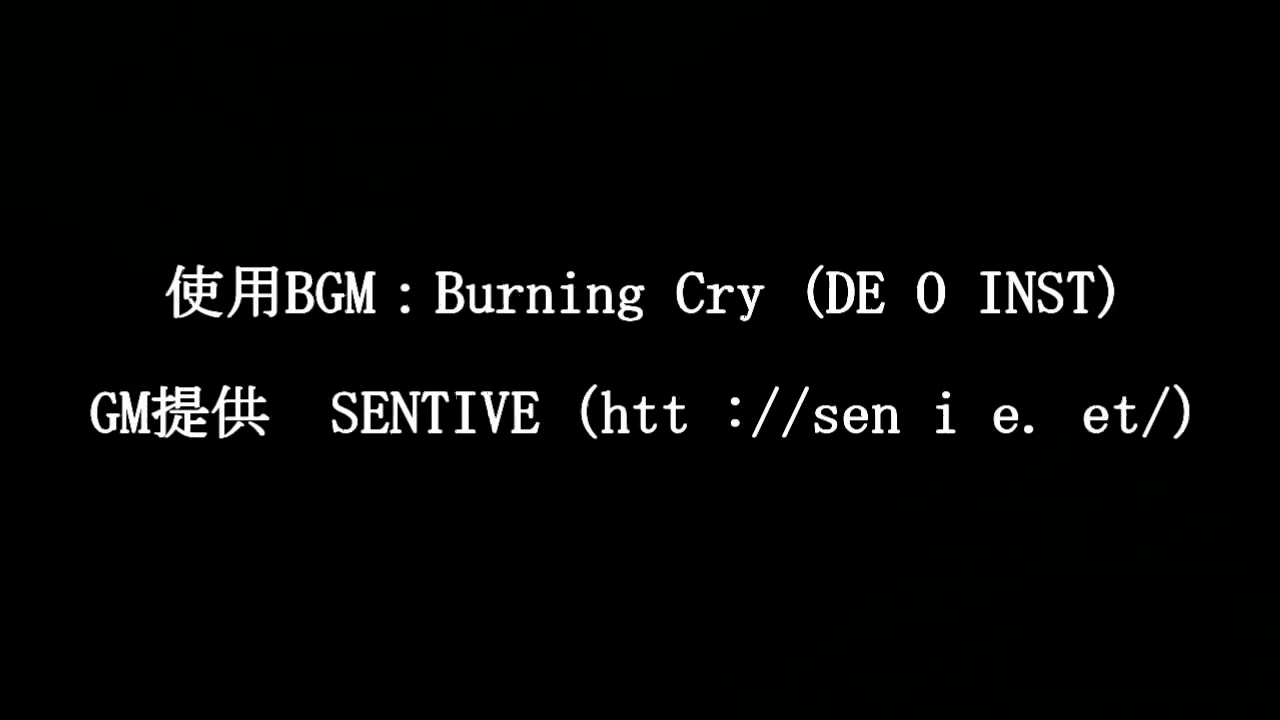 使用BGM：Burning Cry (DE O INST)
GM提供　SENTIVE (htt ://sen i e. et/)